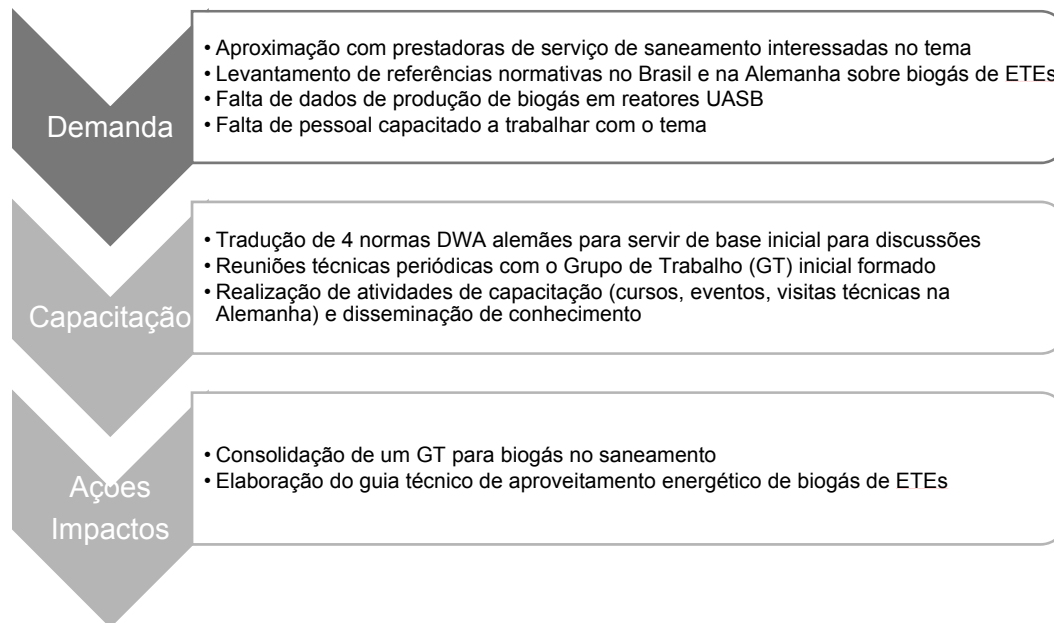 Demanda
• Aproximação com prestadoras de serviço de saneamento interessadas no tema
• Levantamento de referências normativas no Brasil e na Alemanha sobre biogás de ETEs
• Falta de dados de produção de biogás em reatores UASB
• Falta de pessoal capacitado a trabalhar com o tema
Capacitação
• Tradução de 4 normas DWA alemães para servir de base inicial para discussões
• Reuniões técnicas periódicas com o Grupo de Trabalho (GT) inicial formado
• Realização de atividades de capacitação (cursos, eventos, visitas técnicas na
Alemanha) e disseminação de conhecimento
Ações
Impactos
• Consolidação de um GT para biogás no saneamento
• Elaboração do guia técnico de aproveitamento energético de biogás de ETEs